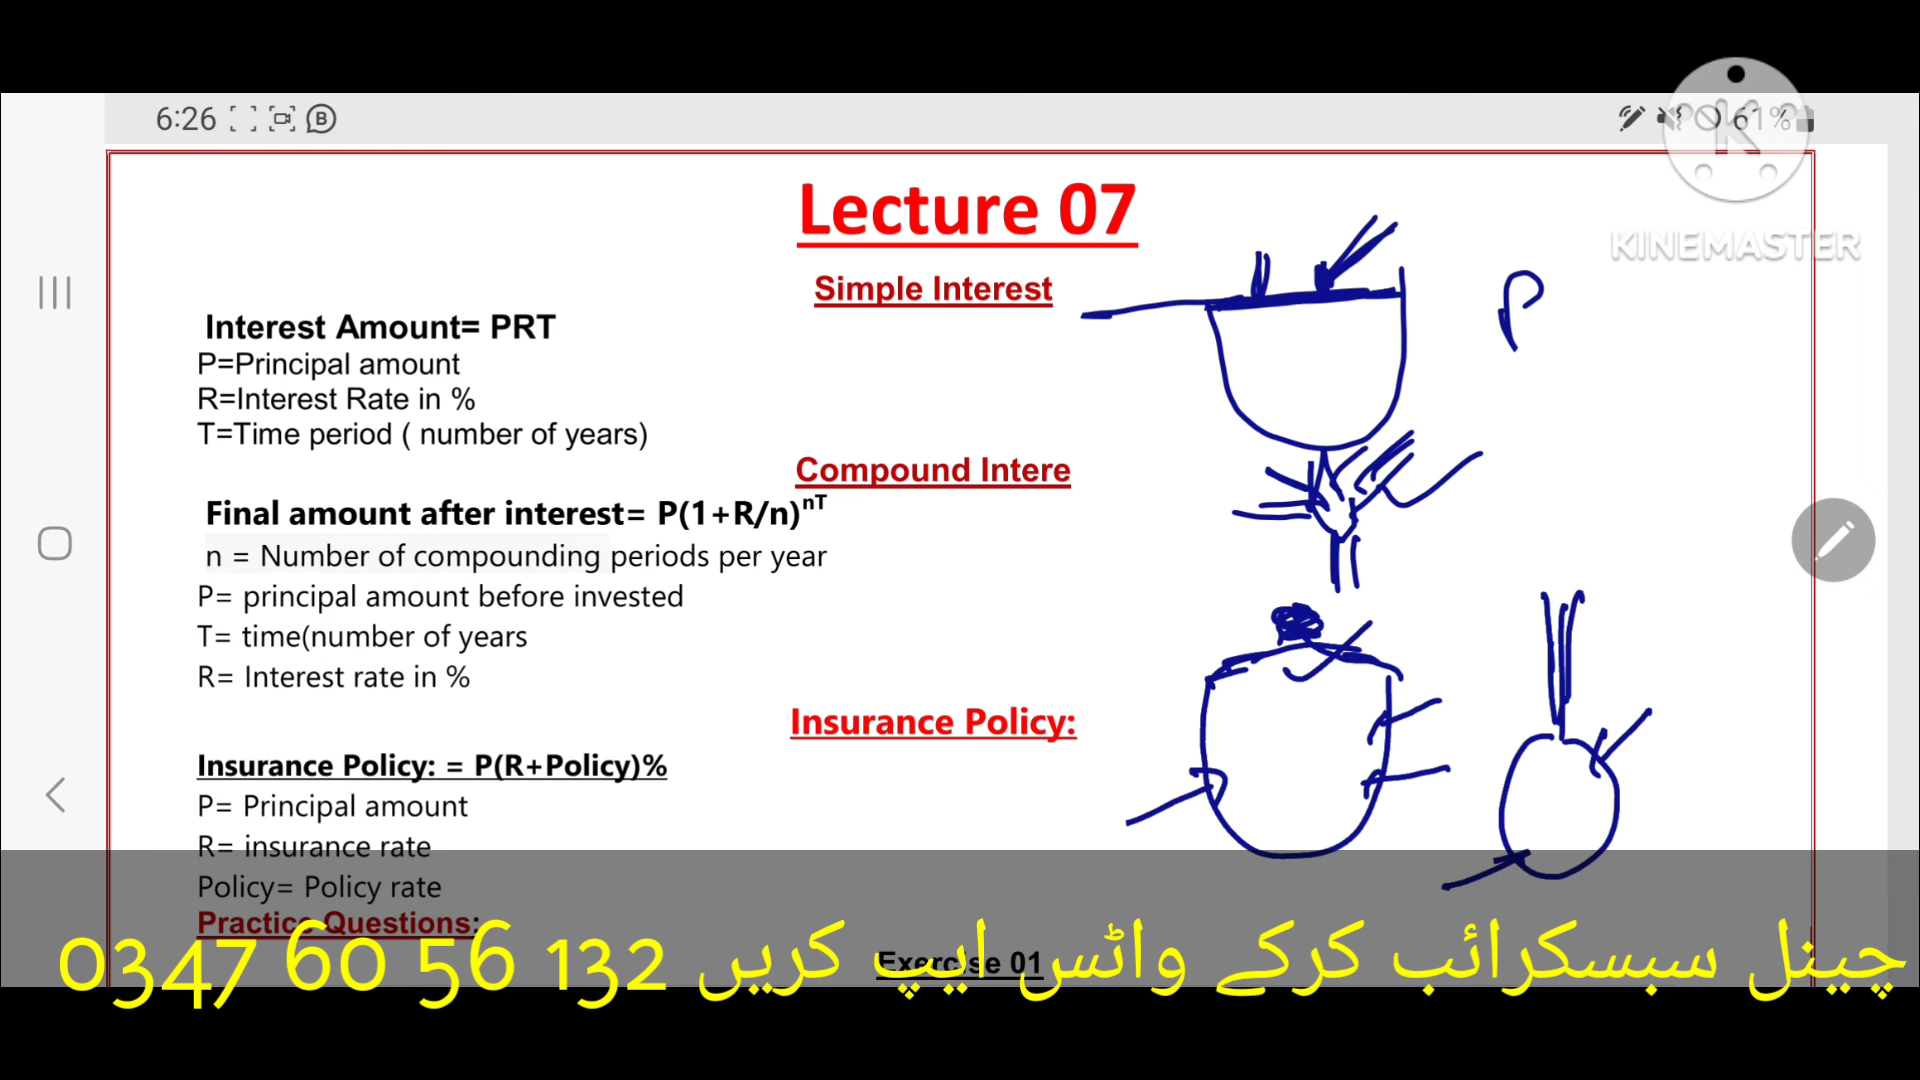 6:26 B 61%
K
KINEMASTER
Lecture 07
Simple Interest
Interest Amount= PRT
P
P=Principal amount
R=Interest Rate in %
T=Time period ( number of years)
Compound Intere
Final amount after interest= P(1+R/n)ⁿᵀ
n = Number of compounding periods per year
P= principal amount before invested
T= time(number of years
R= Interest rate in %
Insurance Policy:
Insurance Policy: = P(R+Policy)%
P= Principal amount
R= insurance rate
Policy= Policy rate
Practice Questions:
Exercise 01
چینل سبسکرائب کرکے واٹس ایپ کریں 0347 60 56 132